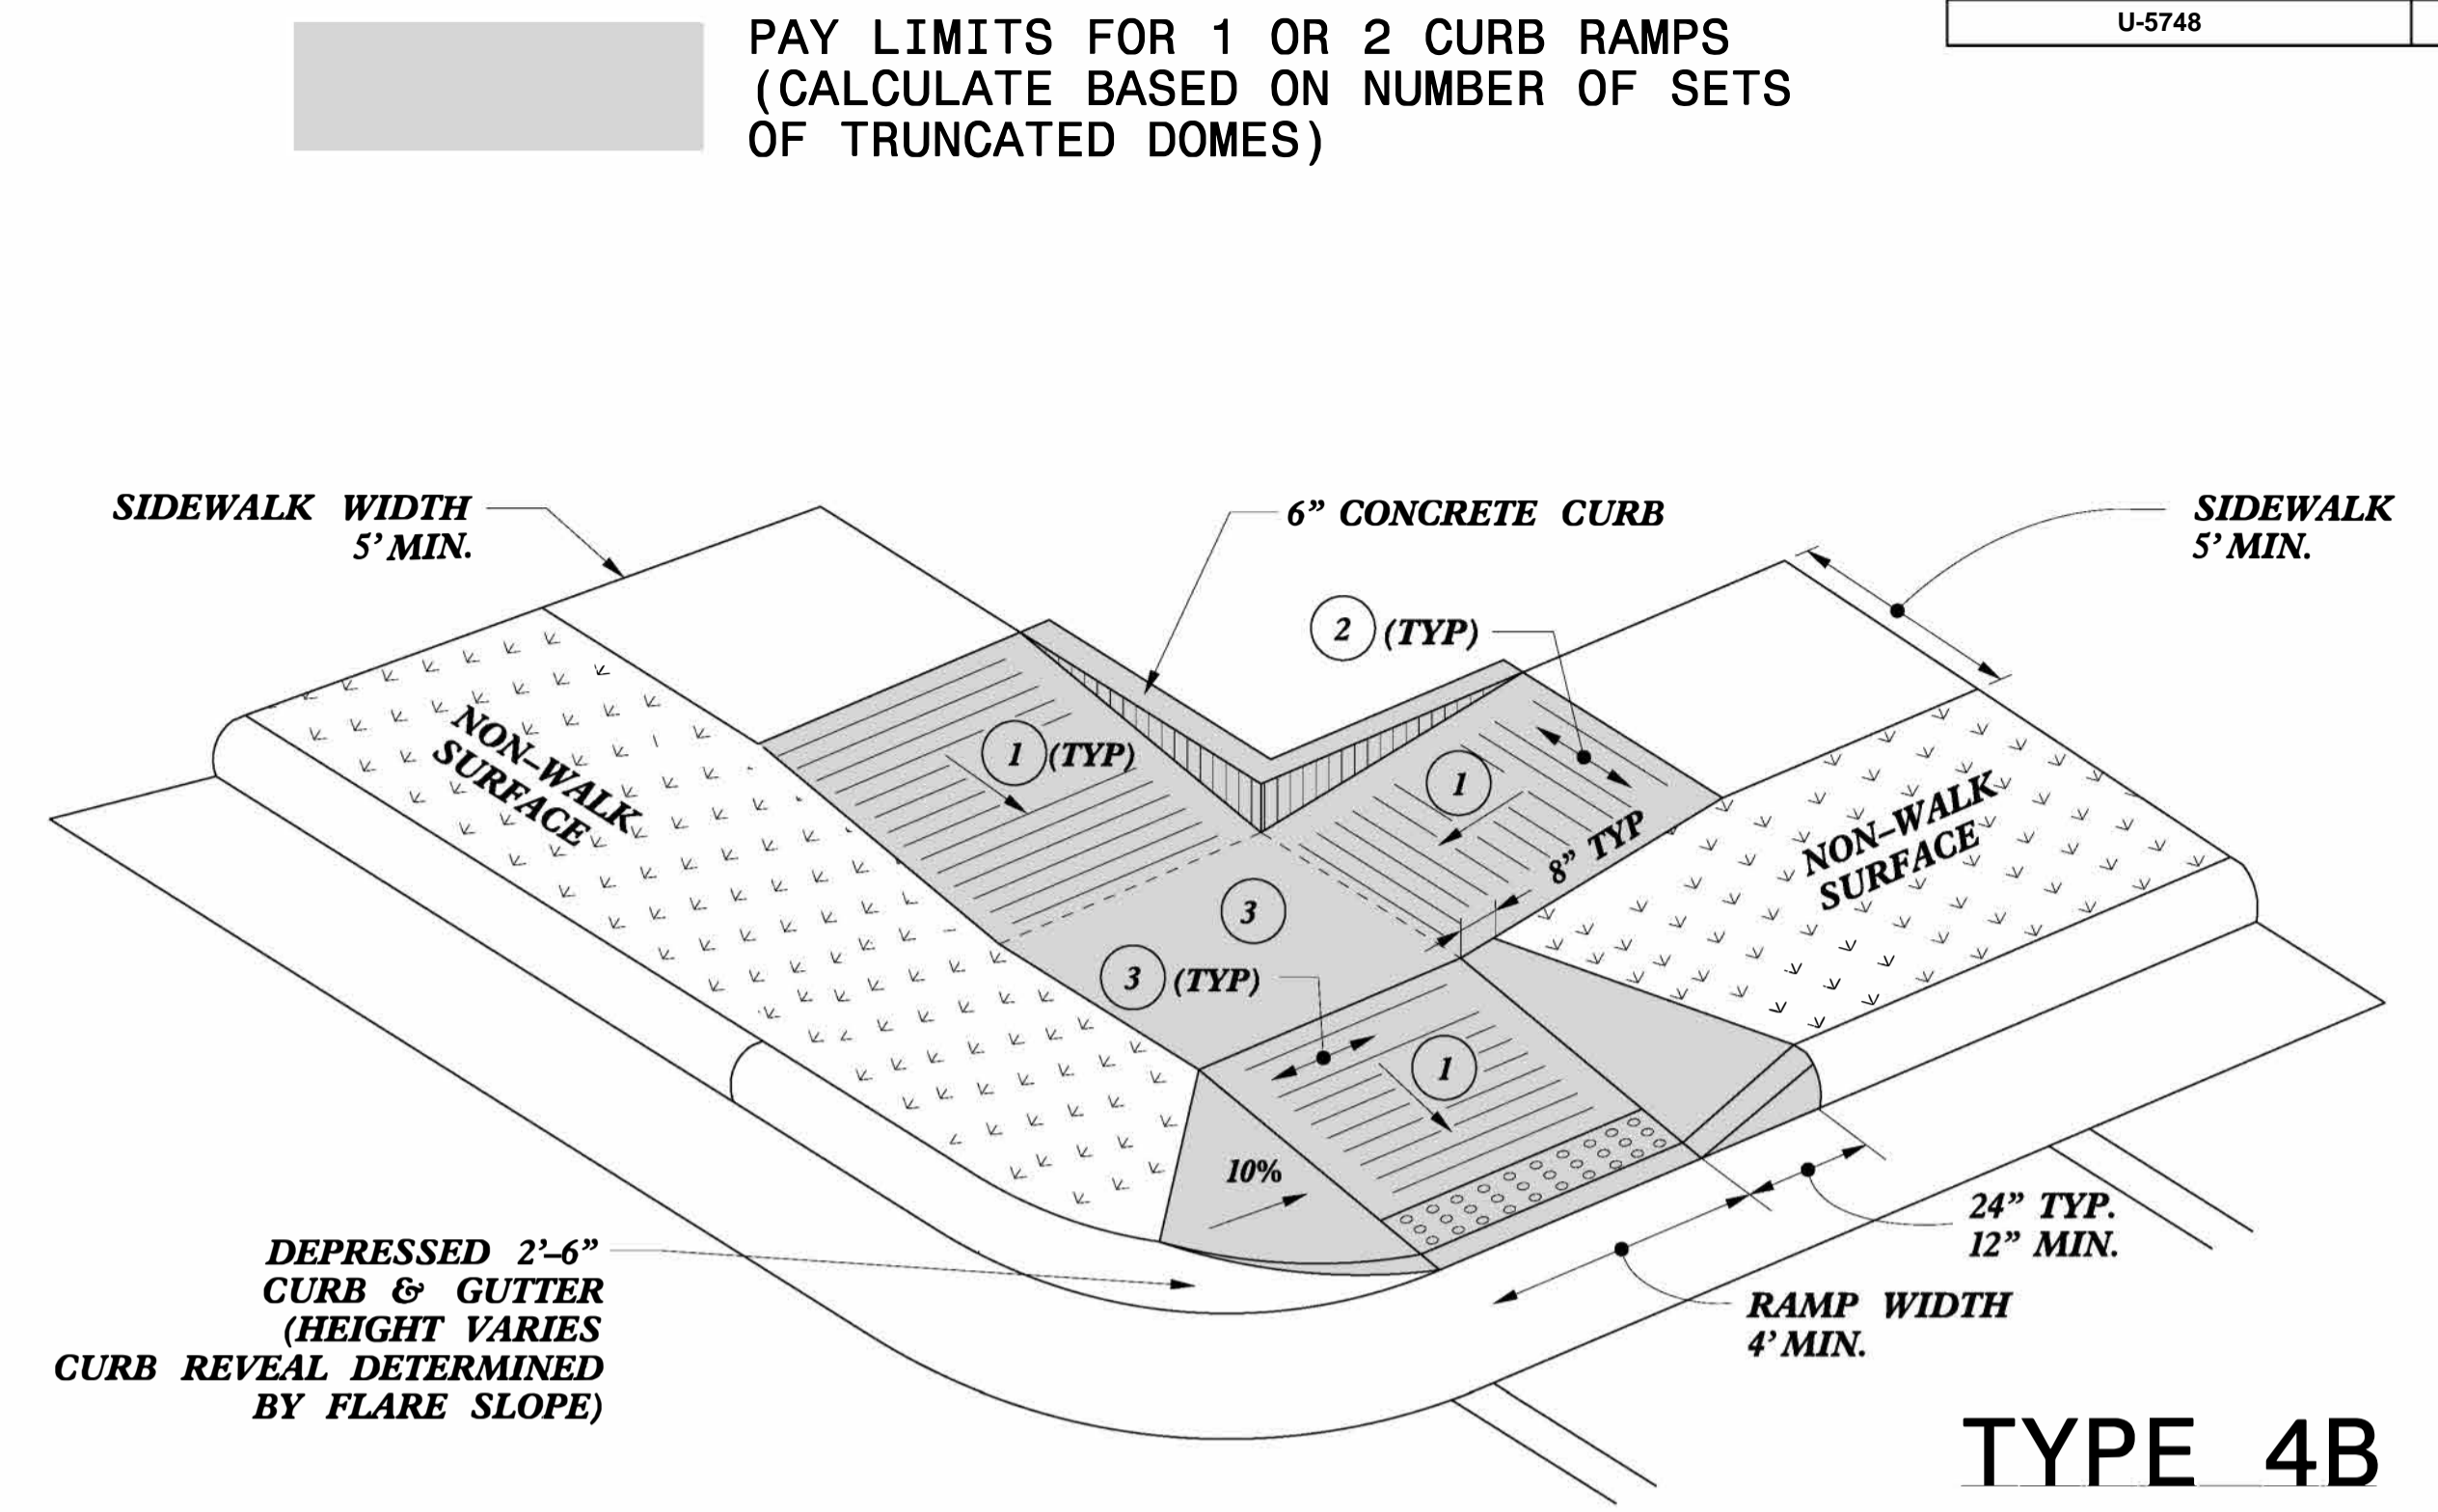 PAY LIMITS FOR 1 OR 2 CURB RAMPS
(CALCULATE BASED ON NUMBER OF SETS
OF TRUNCATED DOMES)
U-5748
SIDEWALK WIDTH
5' MIN.
6" CONCRETE CURB
SIDEWALK
5' MIN.
2 (TYP)
NON-WALK
SURFACE
1 (TYP)
1
8" TYP
NON-WALK
SURFACE
3
3 (TYP)
1
10%
24" TYP.
12" MIN.
DEPRESSED 2'-6"
CURB & GUTTER
(HEIGHT VARIES
CURB REVEAL DETERMINED
BY FLARE SLOPE)
RAMP WIDTH
4' MIN.
TYPE 4B